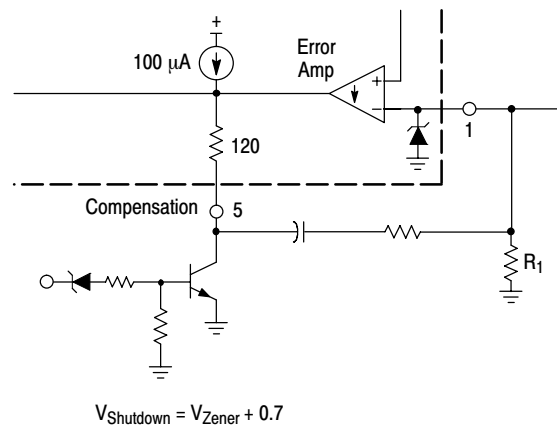 +
100 μA
Error
Amp
+
−
1
120
Compensation
5
R1
VShutdown = VZener + 0.7